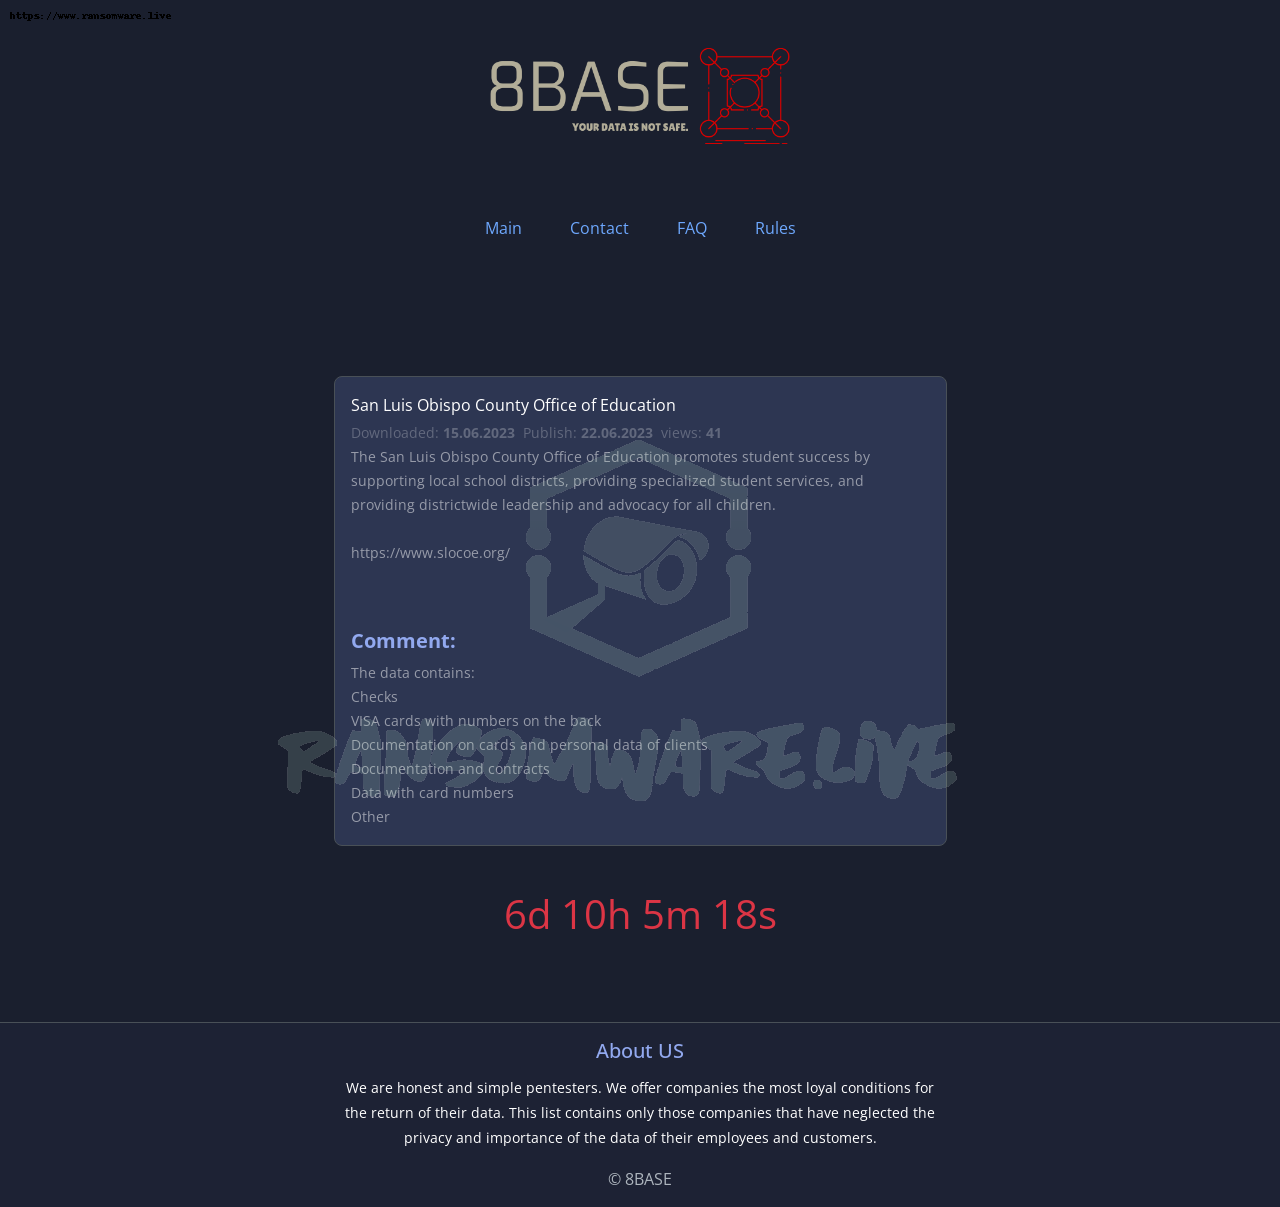 https://www.ransomware.live
8BASE
YOUR DATA IS NOT SAFE.
Main Contact FAQ Rules
San Luis Obispo County Office of Education
Downloaded: 15.06.2023 Publish: 22.06.2023 views: 41
The San Luis Obispo County Office of Education promotes student success by
supporting local school districts, providing specialized student services, and
providing districtwide leadership and advocacy for all children.
https://www.slocoe.org/
Comment:
The data contains:
Checks
VISA cards with numbers on the back
Documentation on cards and personal data of clients
Documentation and contracts
Data with card numbers
Other
RANSOMWARE.LIVE
6d 10h 5m 18s
About US
We are honest and simple pentesters. We offer companies the most loyal conditions for
the return of their data. This list contains only those companies that have neglected the
privacy and importance of the data of their employees and customers.
© 8BASE